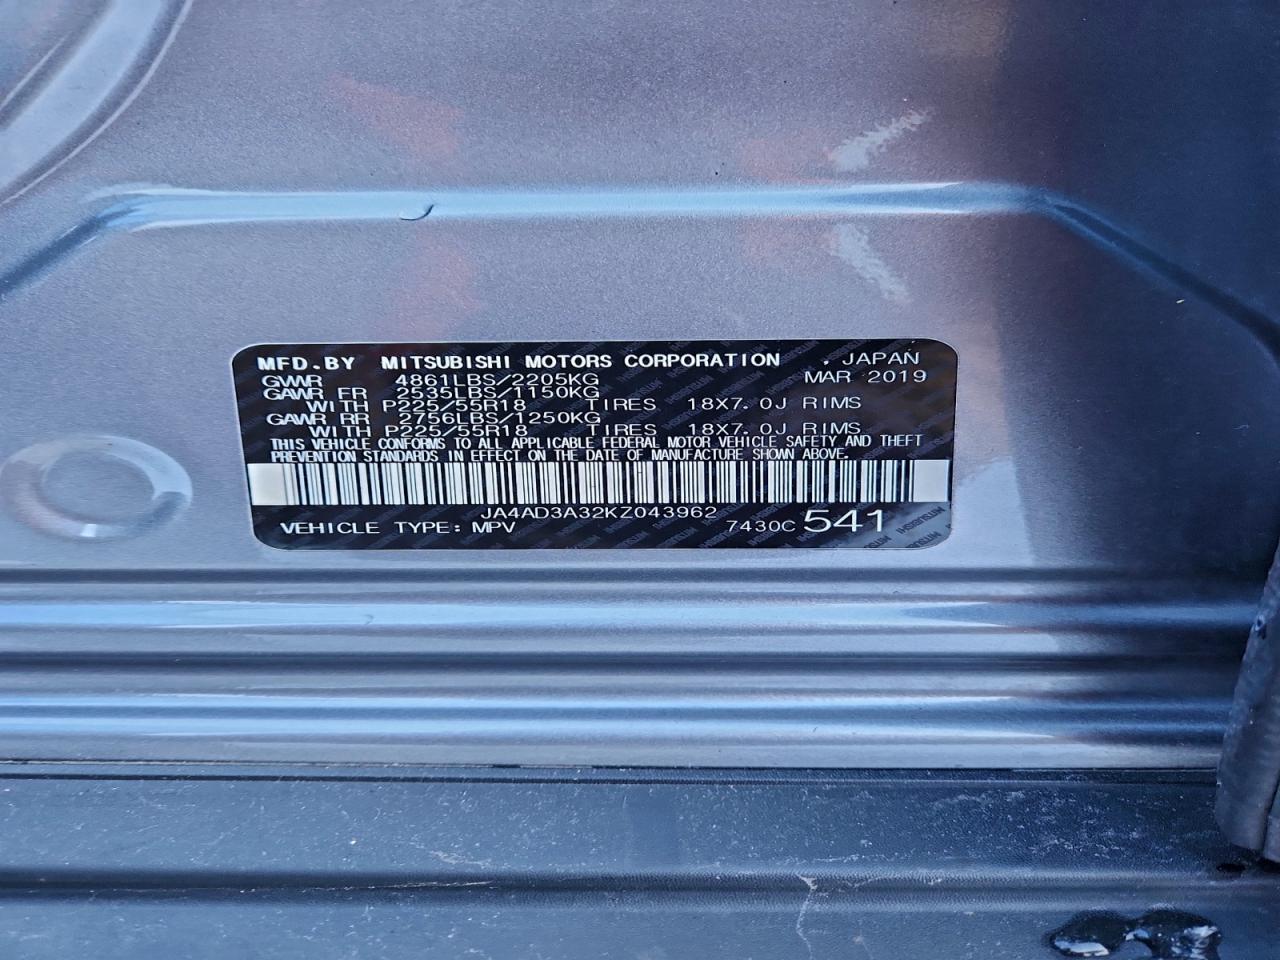 MFD.BY MITSUBISHI MOTORS CORPORATION , JAPAN
GVWR 4861LBS/2205KG MAR 2019
GAWR FR 2535LBS/1150KG
WITH P225/55R18 TIRES 18X7.0J RIMS
GAWR RR 2756LBS/1250KG
WITH P225/55R18 TIRES 18X7.0J RIMS
THIS VEHICLE CONFORMS TO ALL APPLICABLE FEDERAL MOTOR VEHICLE SAFETY AND THEFT
PREVENTION STANDARDS IN EFFECT ON THE DATE OF MANUFACTURE SHOWN ABOVE.
JA4AD3A32KZ043962
VEHICLE TYPE: MPV 7430C 541